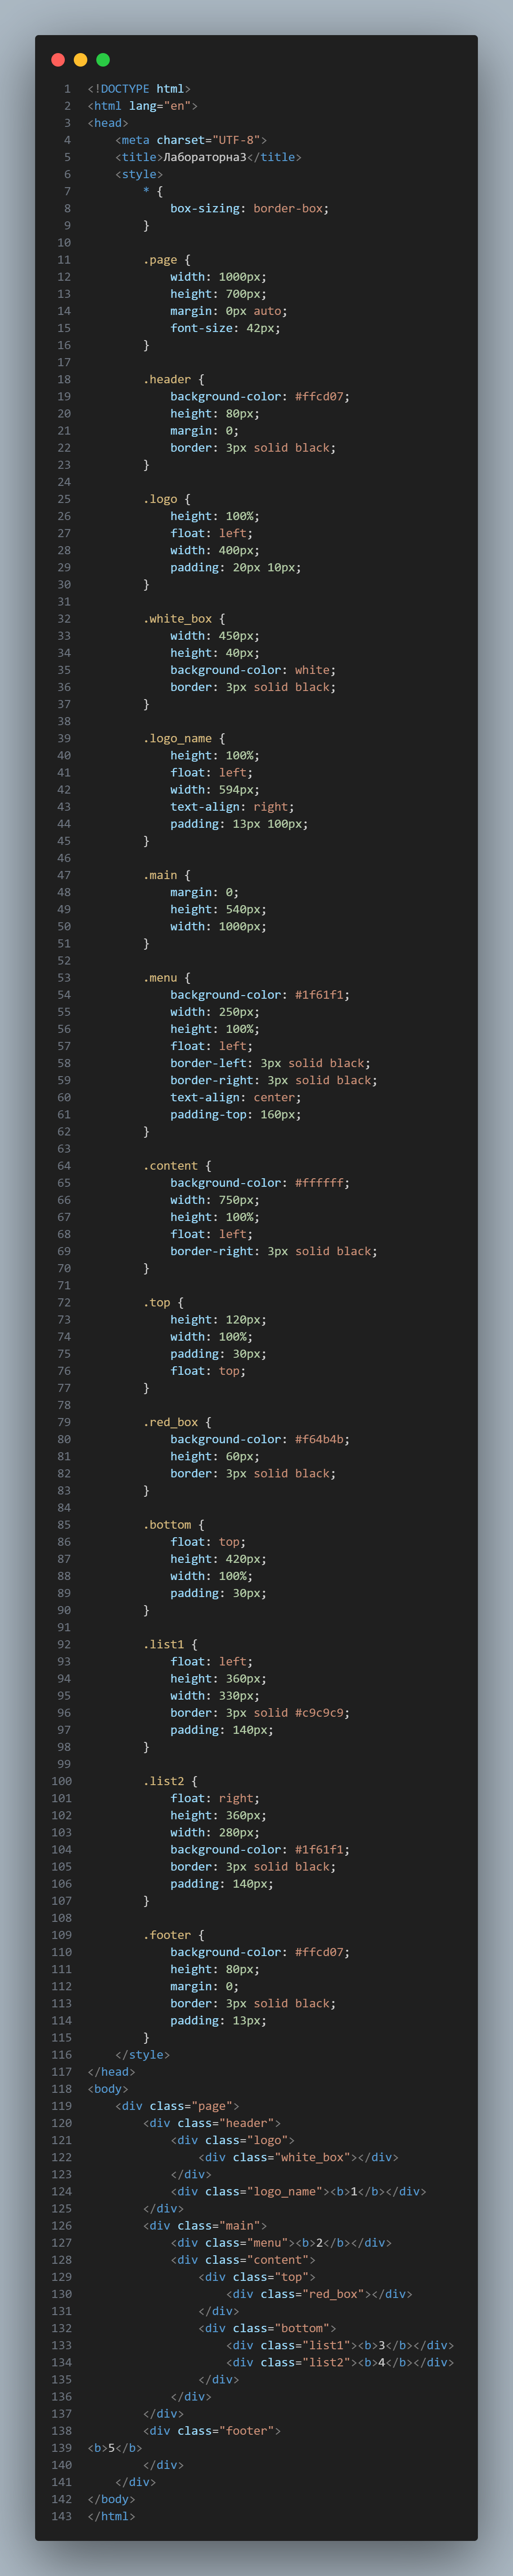 1 <!DOCTYPE html>
2 <html lang="en">
3 <head>
4     <meta charset="UTF-8">
5     <title>Лабораторна3</title>
6     <style>
7         * {
8             box-sizing: border-box;
9         }
10
11         .page {
12             width: 1000px;
13             height: 700px;
14             margin: 0px auto;
15             font-size: 42px;
16         }
17
18         .header {
19             background-color: #ffcd07;
20             height: 80px;
21             margin: 0;
22             border: 3px solid black;
23         }
24
25         .logo {
26             height: 100%;
27             float: left;
28             width: 400px;
29             padding: 20px 10px;
30         }
31
32         .white_box {
33             width: 450px;
34             height: 40px;
35             background-color: white;
36             border: 3px solid black;
37         }
38
39         .logo_name {
40             height: 100%;
41             float: left;
42             width: 594px;
43             text-align: right;
44             padding: 13px 100px;
45         }
46
47         .main {
48             margin: 0;
49             height: 540px;
50             width: 1000px;
51         }
52
53         .menu {
54             background-color: #1f61f1;
55             width: 250px;
56             height: 100%;
57             float: left;
58             border-left: 3px solid black;
59             border-right: 3px solid black;
60             text-align: center;
61             padding-top: 160px;
62         }
63
64         .content {
65             background-color: #ffffff;
66             width: 750px;
67             height: 100%;
68             float: left;
69             border-right: 3px solid black;
70         }
71
72         .top {
73             height: 120px;
74             width: 100%;
75             padding: 30px;
76             float: top;
77         }
78
79         .red_box {
80             background-color: #f64b4b;
81             height: 60px;
82             border: 3px solid black;
83         }
84
85         .bottom {
86             float: top;
87             height: 420px;
88             width: 100%;
89             padding: 30px;
90         }
91
92         .list1 {
93             float: left;
94             height: 360px;
95             width: 330px;
96             border: 3px solid #c9c9c9;
97             padding: 140px;
98         }
99
100         .list2 {
101             float: right;
102             height: 360px;
103             width: 280px;
104             background-color: #1f61f1;
105             border: 3px solid black;
106             padding: 140px;
107         }
108
109         .footer {
110             background-color: #ffcd07;
111             height: 80px;
112             margin: 0;
113             border: 3px solid black;
114             padding: 13px;
115         }
116     </style>
117 </head>
118 <body>
119     <div class="page">
120         <div class="header">
121             <div class="logo">
122                 <div class="white_box"></div>
123             </div>
124             <div class="logo_name"><b>1</b></div>
125         </div>
126         <div class="main">
127             <div class="menu"><b>2</b></div>
128             <div class="content">
129                 <div class="top">
130                     <div class="red_box"></div>
131                 </div>
132                 <div class="bottom">
133                     <div class="list1"><b>3</b></div>
134                     <div class="list2"><b>4</b></div>
135                 </div>
136             </div>
137         </div>
138         <div class="footer">
139 <b>5</b>
140         </div>
141     </div>
142 </body>
143 </html>